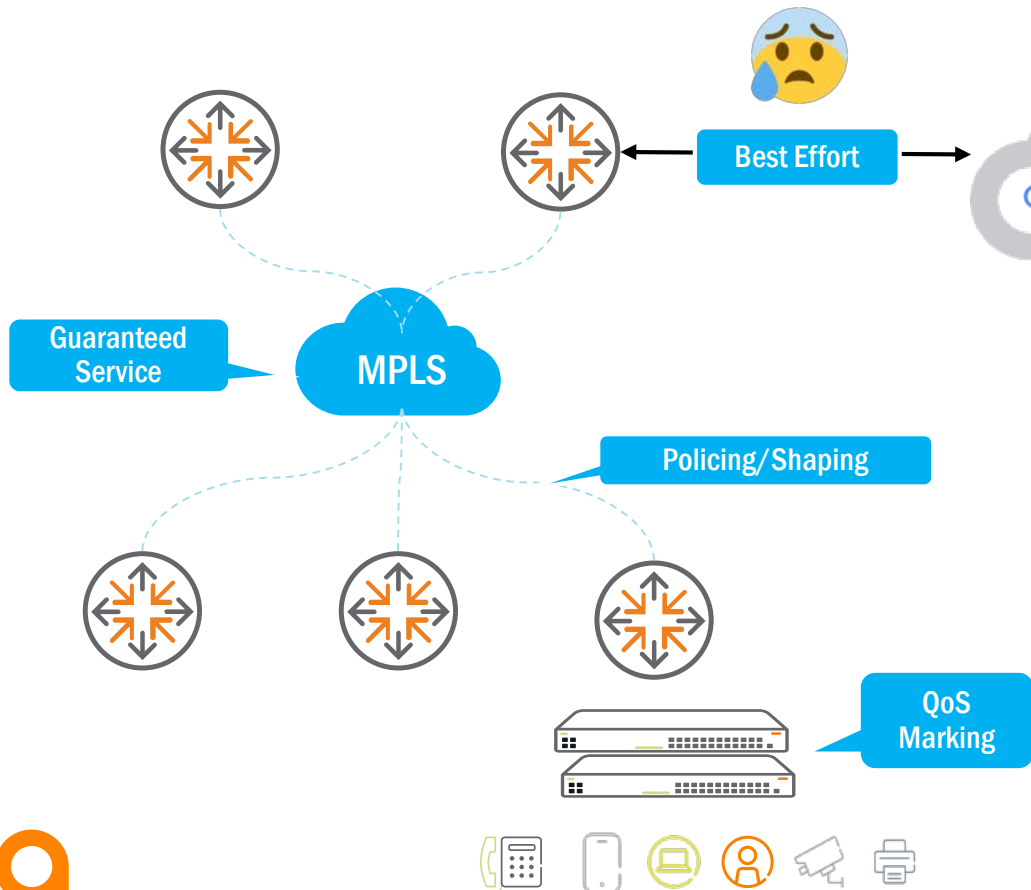 Best Effort
Guaranteed
Service
MPLS
Policing/Shaping
QoS
Marking